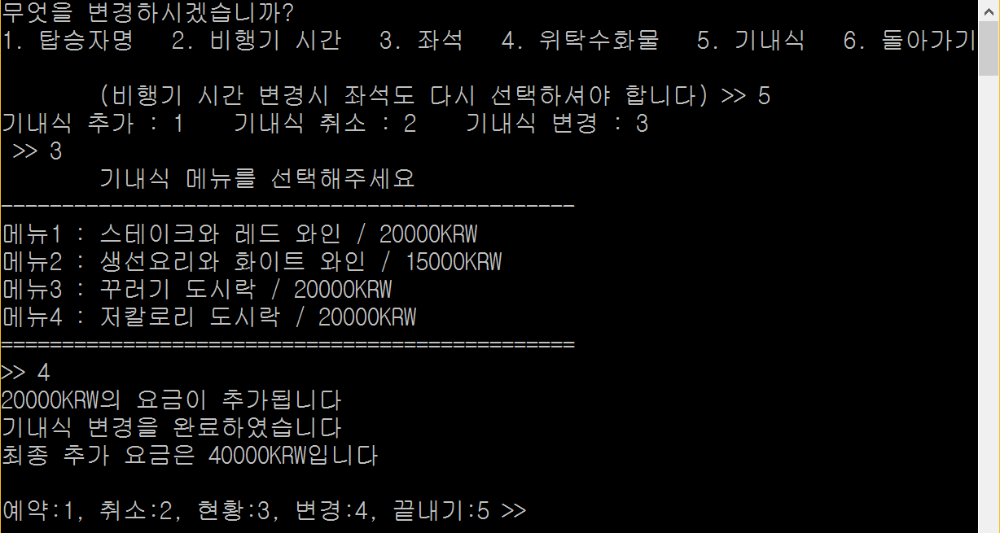 무엇을 변경하시겠습니까?
1. 탑승자명 2. 비행기 시간 3. 좌석 4. 위탁수화물 5. 기내식 6. 돌아가기
(비행기 시간 변경시 좌석도 다시 선택하셔야 합니다) >> 5
기내식 추가 : 1 기내식 취소 : 2 기내식 변경 : 3
>> 3
기내식 메뉴를 선택해주세요
-----------------------------------------------
메뉴1 : 스테이크와 레드 와인 / 20000KRW
메뉴2 : 생선요리와 화이트 와인 / 15000KRW
메뉴3 : 꾸러기 도시락 / 20000KRW
메뉴4 : 저칼로리 도시락 / 20000KRW
===============================================
>> 4
20000KRW의 요금이 추가됩니다
기내식 변경을 완료하였습니다
최종 추가 요금은 40000KRW입니다
예약:1, 취소:2, 현황:3, 변경:4, 끝내기:5 >>